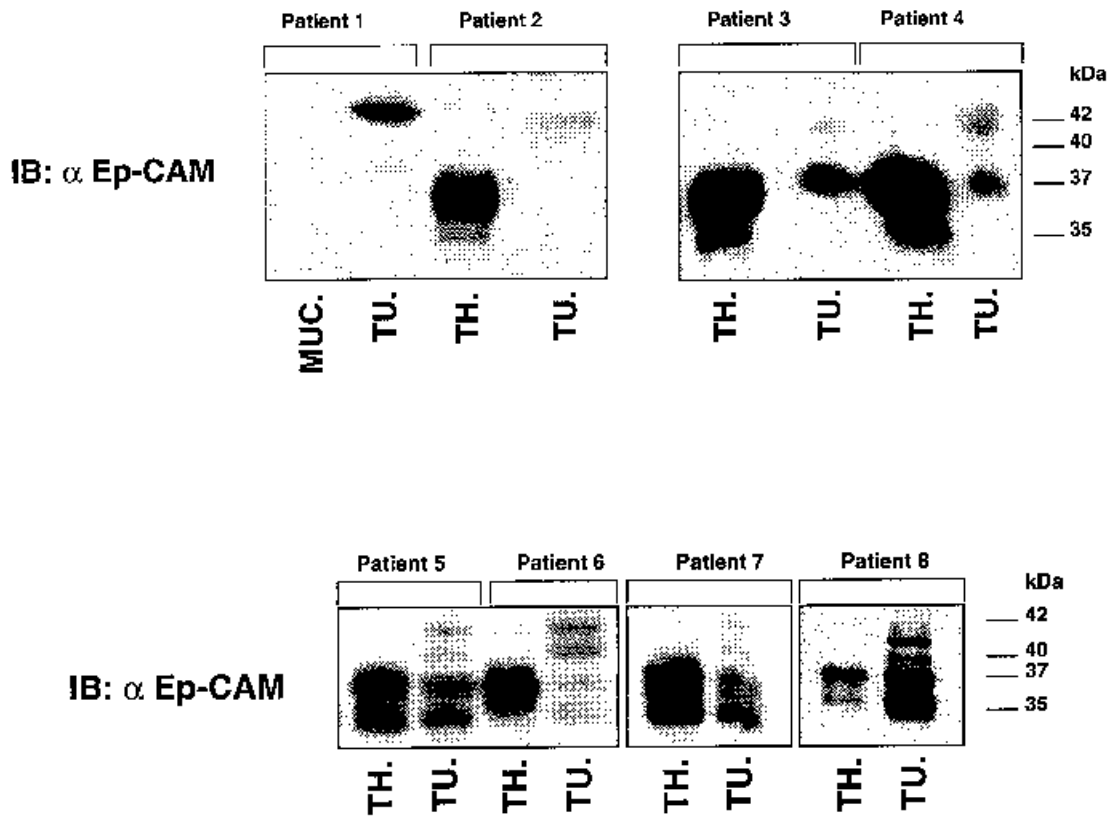 Patient 1 Patient 2 Patient 3 Patient 4
kDa
42
40
IB: α Ep-CAM
37
35
MUC. TU. TH. TU. TH. TU. TH. TU.
Patient 5 Patient 6 Patient 7 Patient 8
kDa
42
40
37
IB: α Ep-CAM
35
TH. TU. TH. TU. TH. TU. TH. TU.